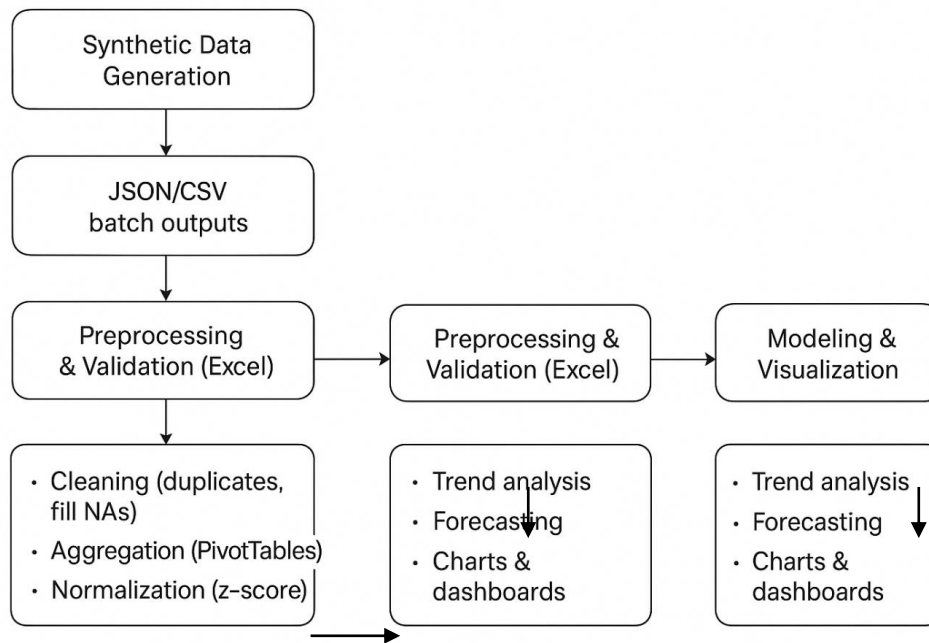 Synthetic Data
Generation
JSON/CSV
batch outputs
Preprocessing
& Validation (Excel)
Preprocessing &
Validation (Excel)
Modeling &
Visualization
• Cleaning (duplicates,
fill NAs)
• Aggregation (PivotTables)
• Normalization (z-score)
• Trend analysis
• Forecasting
• Charts &
dashboards
• Trend analysis
• Forecasting
• Charts &
dashboards